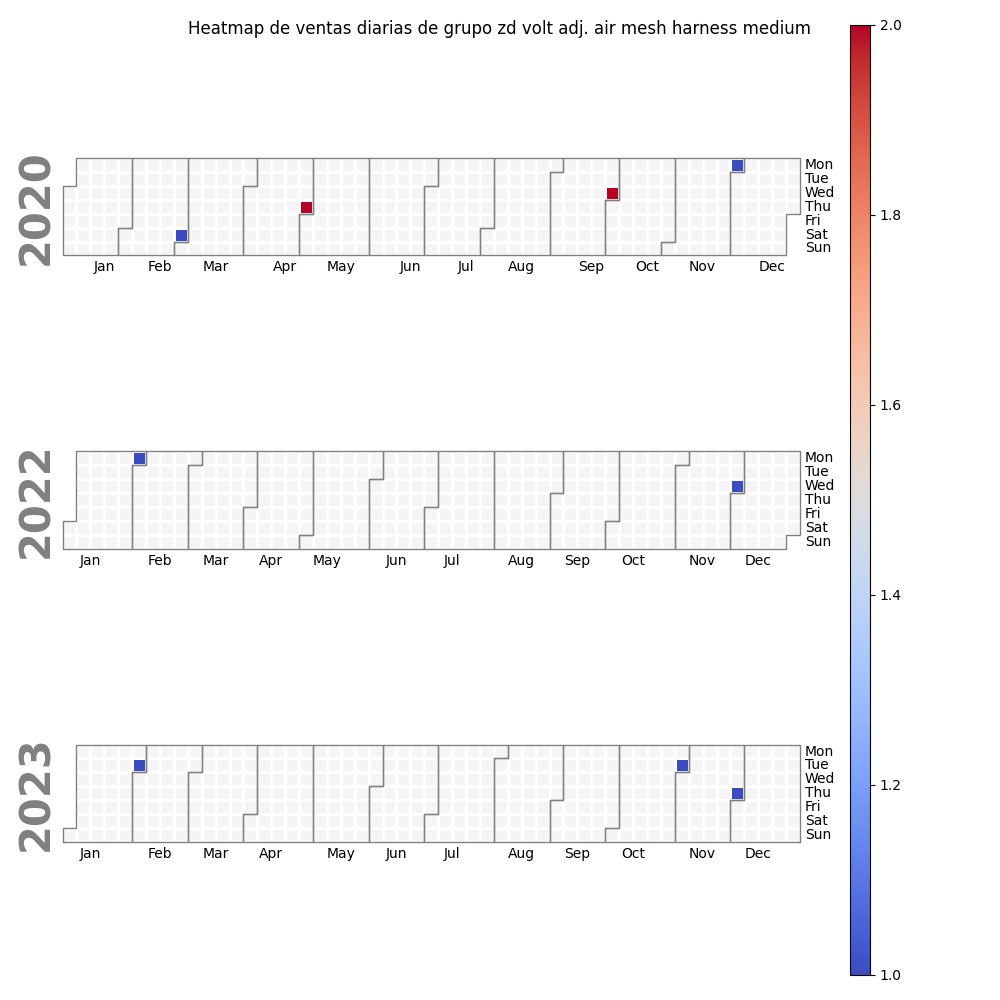 Heatmap de ventas diarias de grupo zd volt adj. air mesh harness medium
2.0
1.8
1.6
1.4
1.2
1.0
2020
Mon
Tue
Wed
Thu
Fri
Sat
Sun
Jan Feb Mar Apr May Jun Jul Aug Sep Oct Nov Dec
2022
Mon
Tue
Wed
Thu
Fri
Sat
Sun
Jan Feb Mar Apr May Jun Jul Aug Sep Oct Nov Dec
2023
Mon
Tue
Wed
Thu
Fri
Sat
Sun
Jan Feb Mar Apr May Jun Jul Aug Sep Oct Nov Dec